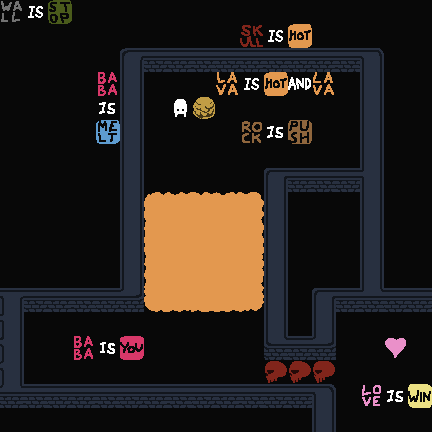 WALL IS STOP
SKULL IS HOT
BABA IS MELT
LAVA IS HOT AND LAVA
ROCK IS PUSH
BABA IS YOU
LOVE IS WIN